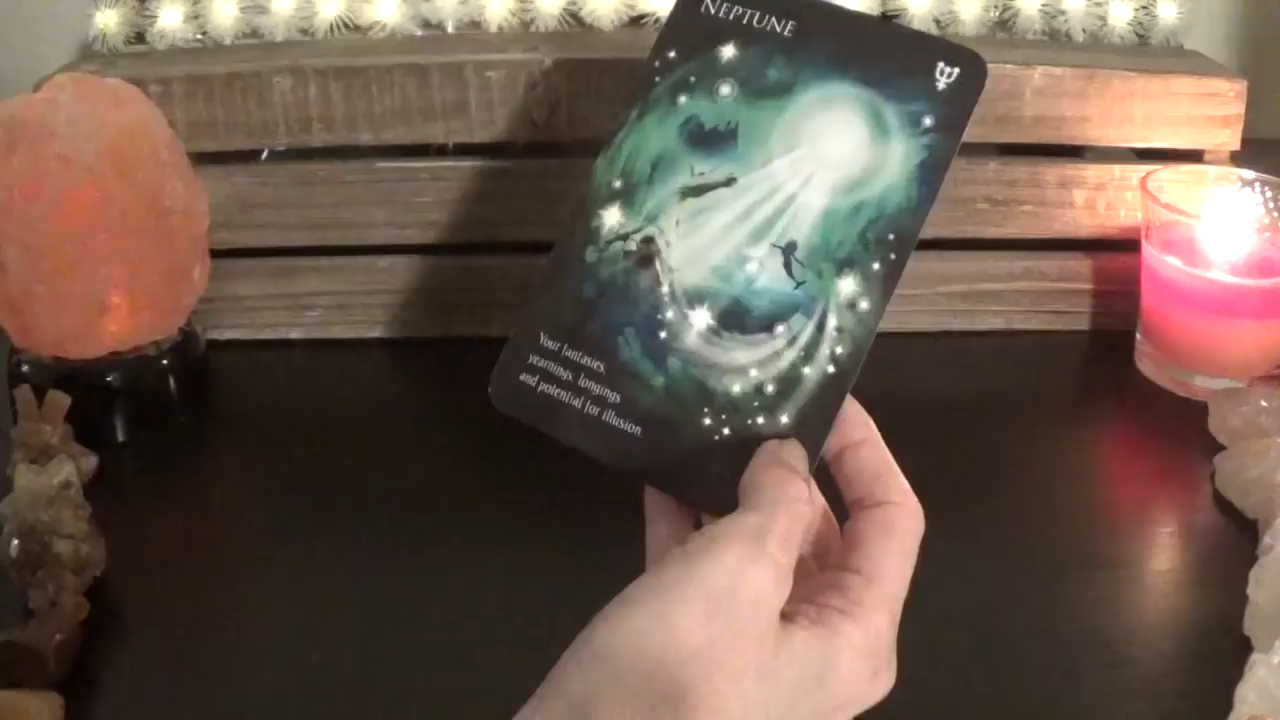 NEPTUNE
Your fantasies,
yearnings, longings
and potential for illusion.